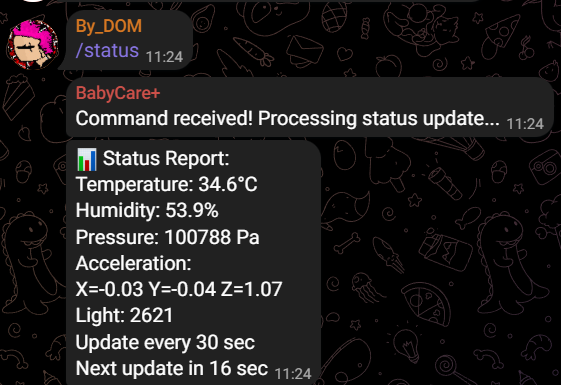 By_DOM
/status 11:24
BabyCare+
Command received! Processing status update... 11:24
📊 Status Report:
Temperature: 34.6°C
Humidity: 53.9%
Pressure: 100788 Pa
Acceleration:
X=-0.03 Y=-0.04 Z=1.07
Light: 2621
Update every 30 sec
Next update in 16 sec 11:24